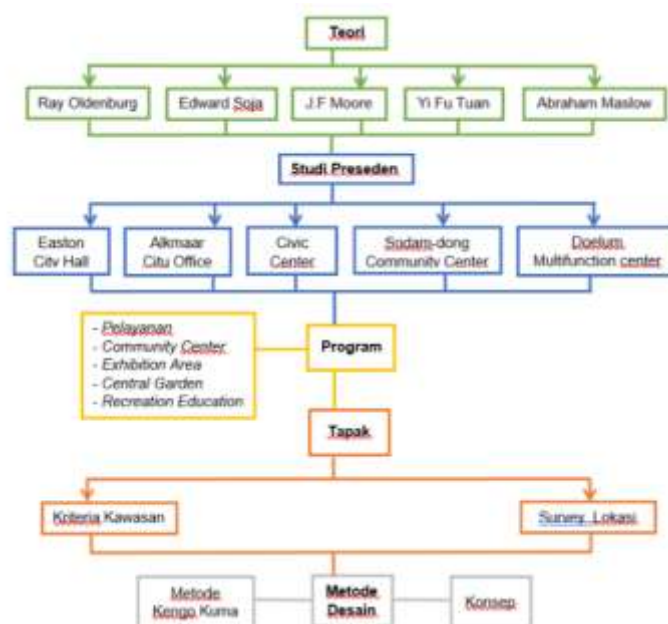 Teori
Ray Oldenburg
Edward Soja
J.F Moore
Yi Fu Tuan
Abraham Maslow
Studi Preseden
Easton
City Hall
Alkmaar
Citu Office
Civic
Center
Sodam-dong
Community Center
Doelum
Multifunction center
- Pelayanan
- Community Center
- Exhibition Area
- Central Garden
- Recreation Education
Program
Tapak
Kriteria Kawasan
Survey Lokasi
Metode
Kengo Kuma
Metode
Desain
Konsep